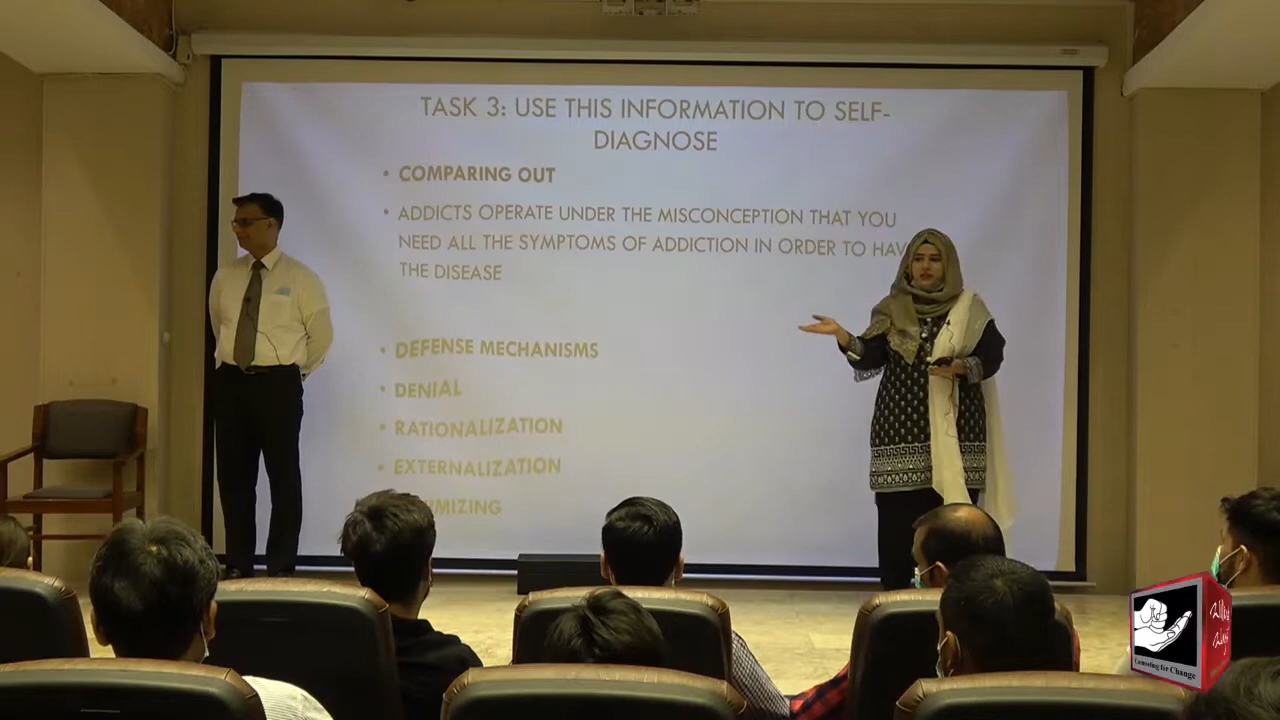 TASK 3: USE THIS INFORMATION TO SELF-
DIAGNOSE
• COMPARING OUT
• ADDICTS OPERATE UNDER THE MISCONCEPTION THAT YOU
NEED ALL THE SYMPTOMS OF ADDICTION IN ORDER TO HAV
THE DISEASE
• DEFENSE MECHANISMS
• DENIAL
• RATIONALIZATION
• EXTERNALIZATION
Counseling for Change